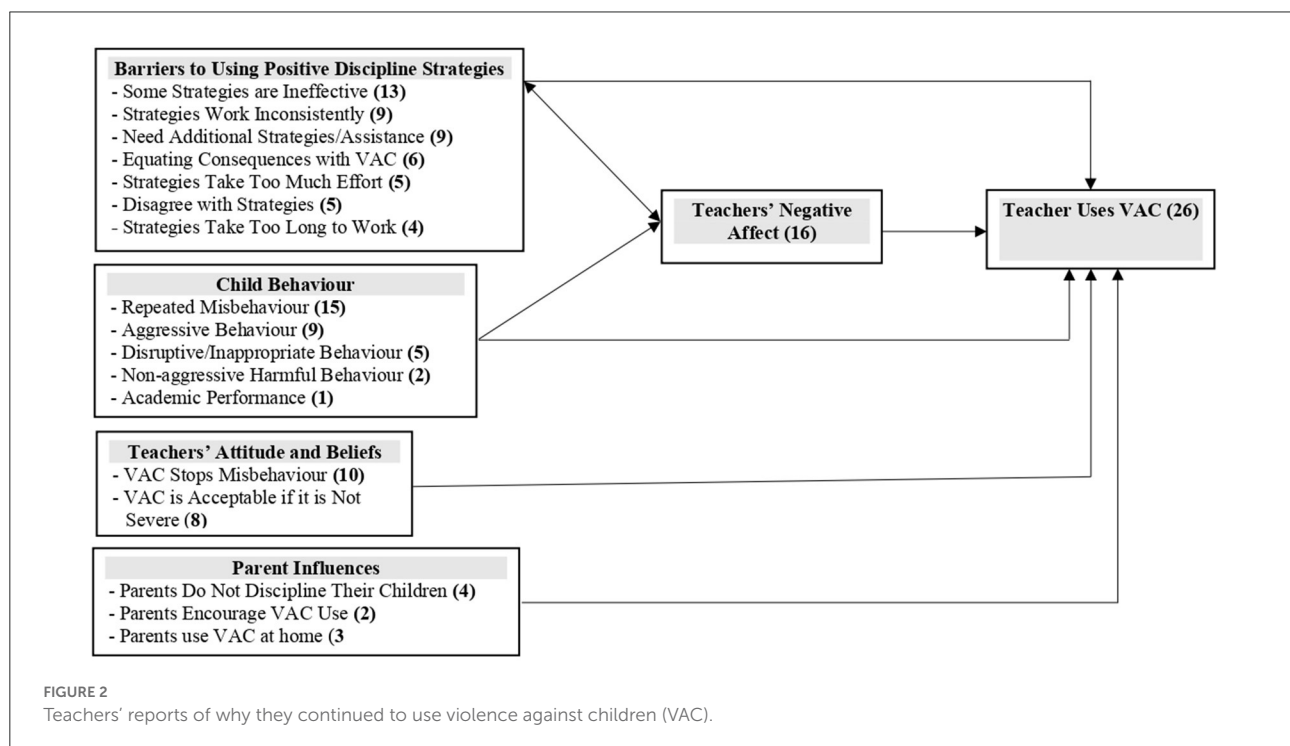 Barriers to Using Positive Discipline Strategies
- Some Strategies are Ineffective (13)
- Strategies Work Inconsistently (9)
- Need Additional Strategies/Assistance (9)
- Equating Consequences with VAC (6)
- Strategies Take Too Much Effort (5)
- Disagree with Strategies (5)
- Strategies Take Too Long to Work (4)
Child Behaviour
- Repeated Misbehaviour (15)
- Aggressive Behaviour (9)
- Disruptive/Inappropriate Behaviour (5)
- Non-aggressive Harmful Behaviour (2)
- Academic Performance (1)
Teachers' Attitude and Beliefs
- VAC Stops Misbehaviour (10)
- VAC is Acceptable if it is Not
Severe (8)
Parent Influences
- Parents Do Not Discipline Their Children (4)
- Parents Encourage VAC Use (2)
- Parents use VAC at home (3
Teachers' Negative
Affect (16)
Teacher Uses VAC (26)
FIGURE 2
Teachers' reports of why they continued to use violence against children (VAC).